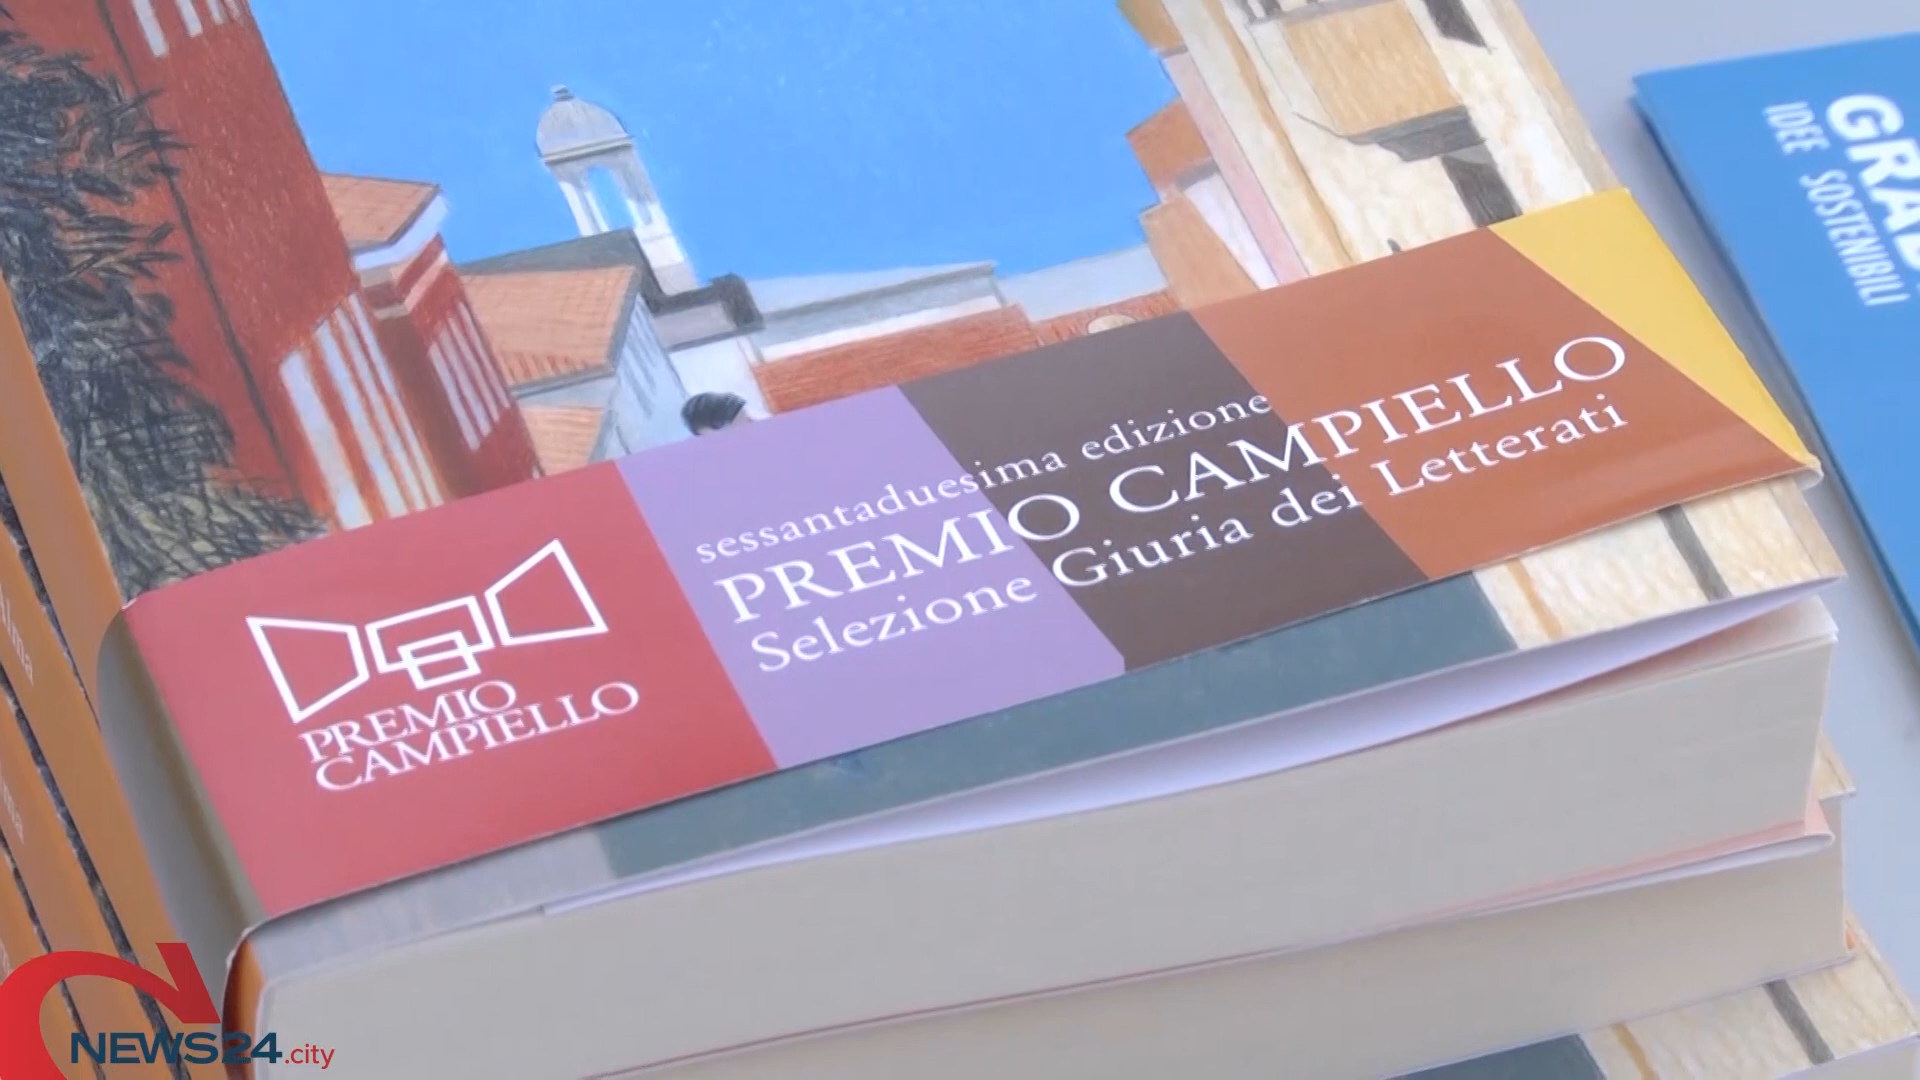 sessantaduesima edizione
PREMIO CAMPIELLO
Selezione Giuria dei Letterati
PREMIO
CAMPIELLO
IDEE SOSTENIBILI
NEWS24.city